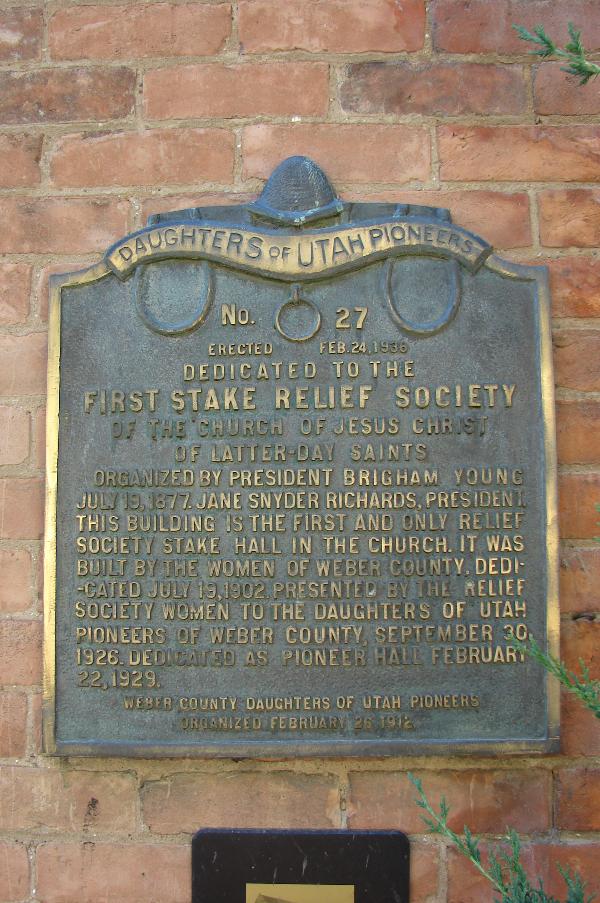 DAUGHTERS OF UTAH PIONEERS
No. 27
ERECTED FEB. 24, 1938
DEDICATED TO THE
FIRST STAKE RELIEF SOCIETY
OF THE CHURCH OF JESUS CHRIST
OF LATTER-DAY SAINTS
ORGANIZED BY PRESIDENT BRIGHAM YOUNG
JULY 19, 1877. JANE SNYDER RICHARDS, PRESIDENT.
THIS BUILDING IS THE FIRST AND ONLY RELIEF
SOCIETY STAKE HALL IN THE CHURCH. IT WAS
BUILT BY THE WOMEN OF WEBER COUNTY. DEDI-
-CATED JULY 19, 1902. PRESENTED BY THE RELIEF
SOCIETY WOMEN TO THE DAUGHTERS OF UTAH
PIONEERS OF WEBER COUNTY, SEPTEMBER 30,
1926. DEDICATED AS PIONEER HALL FEBRUARY
22, 1929.
WEBER COUNTY DAUGHTERS OF UTAH PIONEERS
ORGANIZED FEBRUARY 26 1912